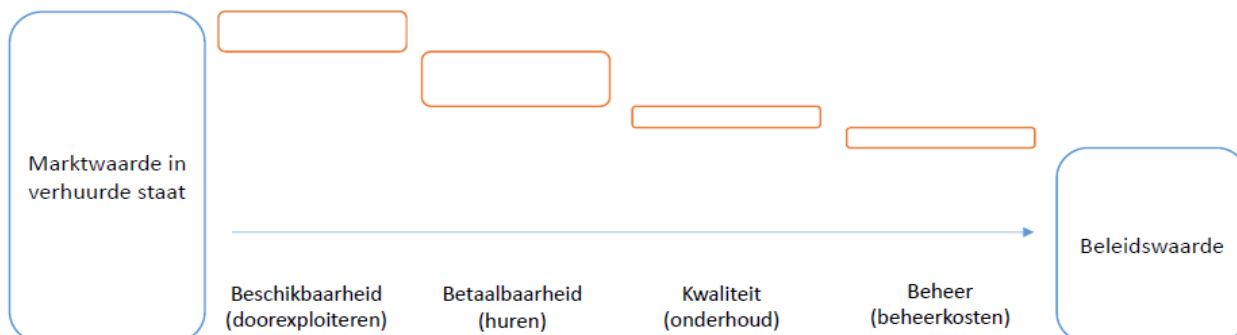 Marktwaarde in
verhuurde staat
Beschikbaarheid
(doorexploiteren)
Betaalbaarheid
(huren)
Kwaliteit
(onderhoud)
Beheer
(beheerkosten)
Beleidswaarde